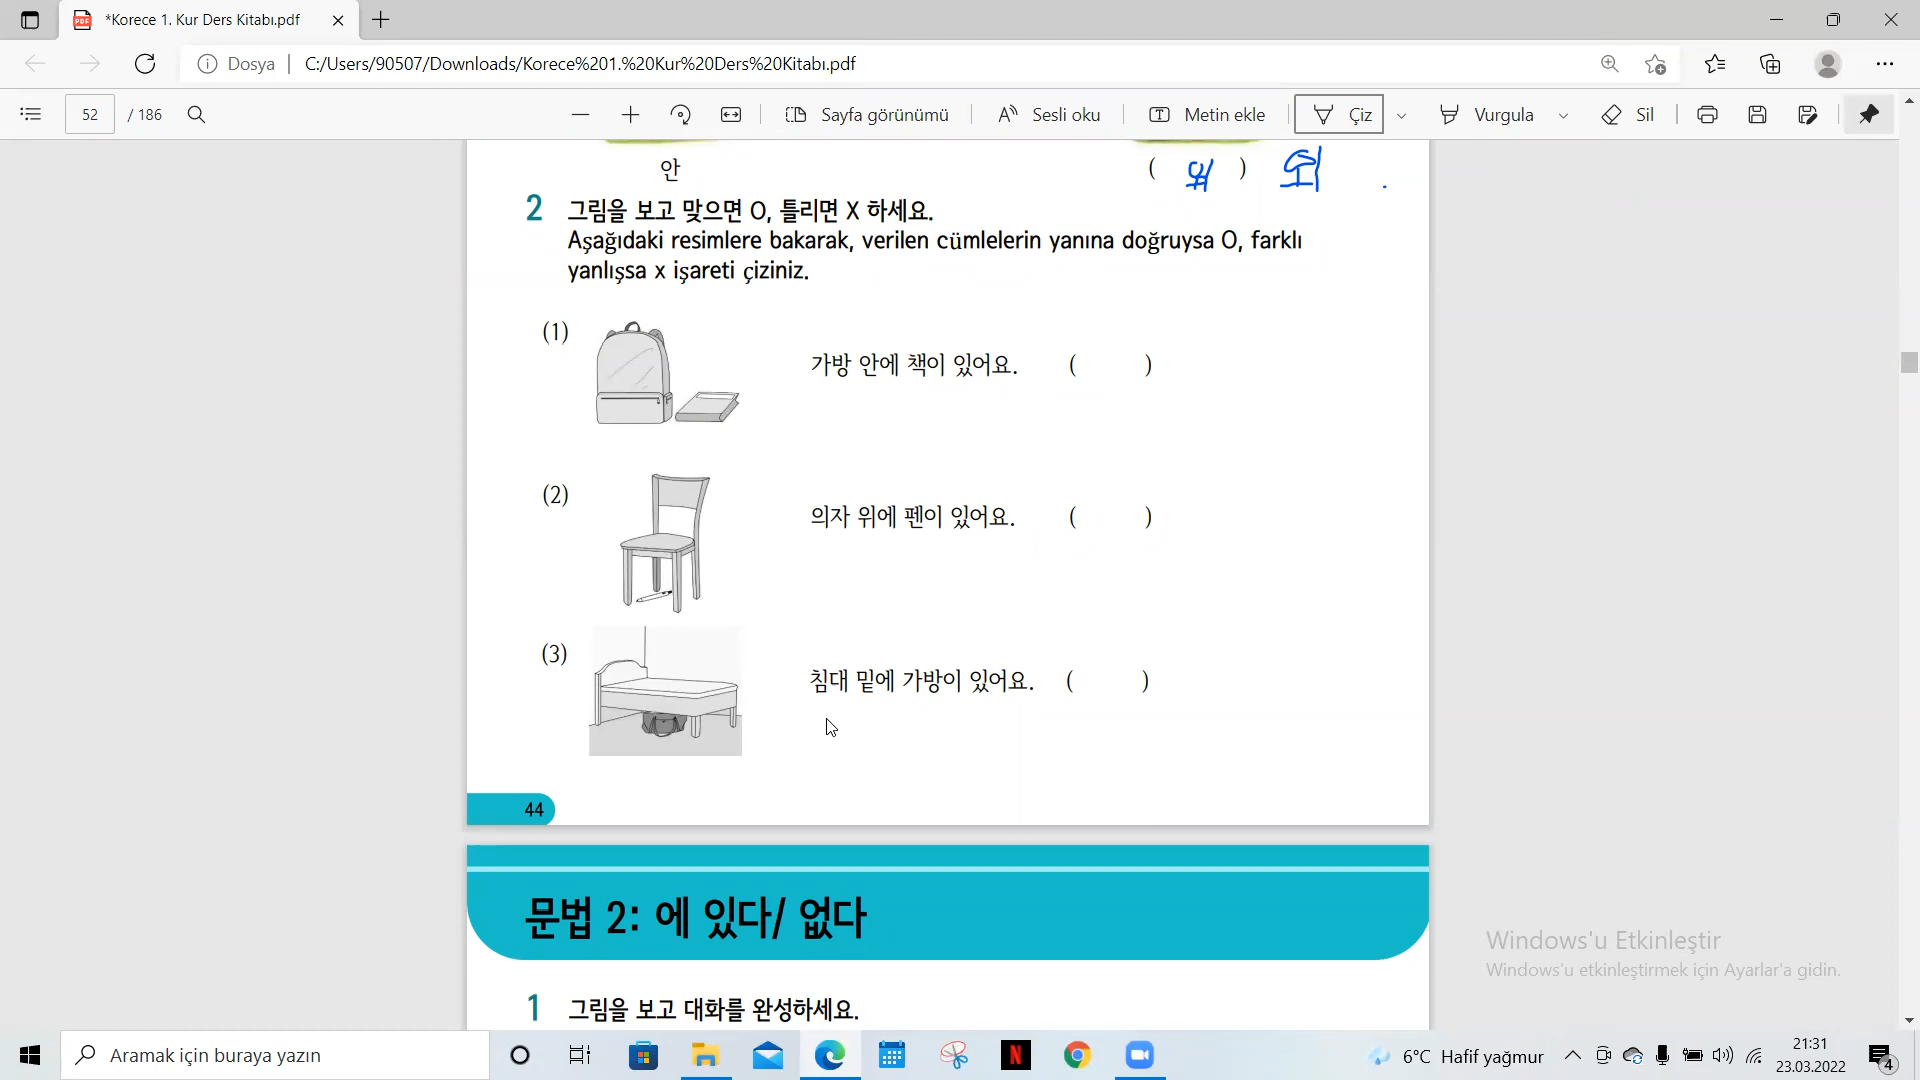 *Korece 1. Kur Ders Kitabı.pdf
Dosya
C:/Users/90507/Downloads/Korece%201.%20Kur%20Ders%20Kitabı.pdf
52 / 186
Sayfa görünümü
Sesli oku
Metin ekle
Çiz
Vurgula
Sil
안
( 밖 ) 외
2 그림을 보고 맞으면 O, 틀리면 X 하세요.
Aşağıdaki resimlere bakarak, verilen cümlelerin yanına doğruysa O, farklı
yanlışsa x işareti çiziniz.
(1) 가방 안에 책이 있어요. ( )
(2) 의자 위에 펜이 있어요. ( )
(3) 침대 밑에 가방이 있어요. ( )
44
문법 2: 에 있다/ 없다
1 그림을 보고 대화를 완성하세요.
Windows'u Etkinleştir
Windows'u etkinleştirmek için Ayarlar'a gidin.
Aramak için buraya yazın
N
6°C Hafif yağmur
21:31
23.03.2022
4